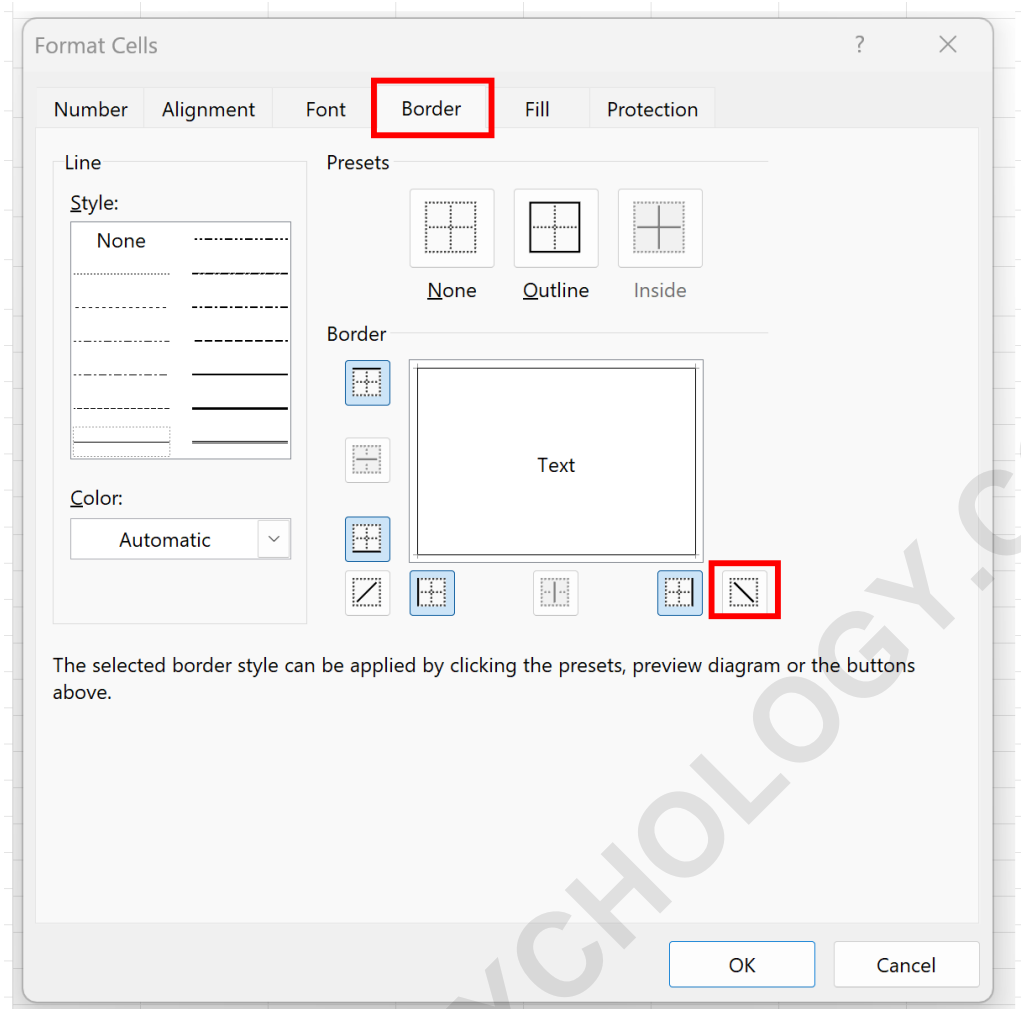 Format Cells ? 
Number Alignment Font Border Fill Protection
Line
Style:
None
Color:
Automatic
Presets
None Outline Inside
Border
Text
The selected border style can be applied by clicking the presets, preview diagram or the buttons
above.
OK Cancel
YCHOLOGY.C